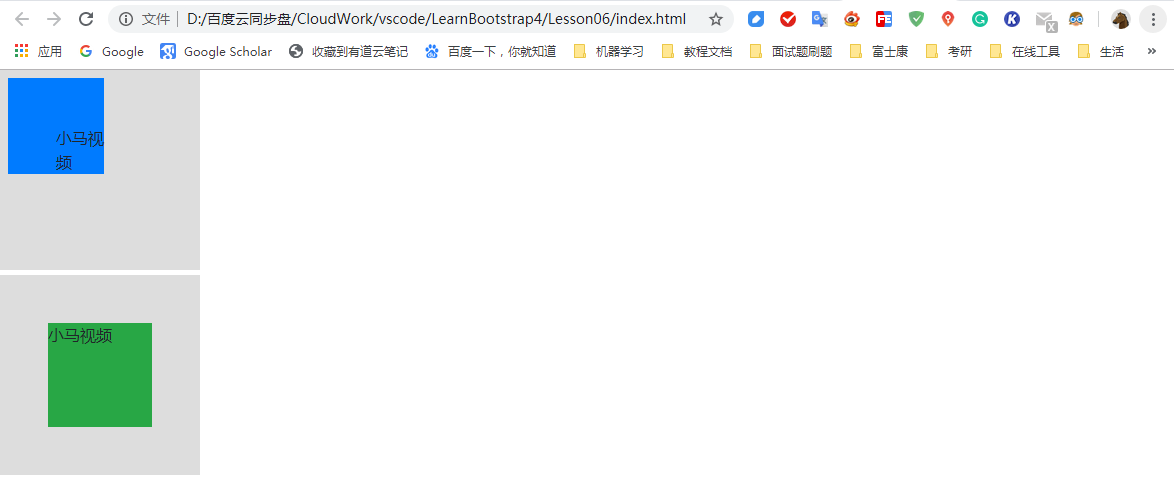 文件 D:/百度云同步盘/CloudWork/vscode/LearnBootstrap4/Lesson06/index.html
应用 Google Google Scholar 收藏到有道云笔记 百度一下，你就知道 机器学习 教程文档 面试题刷题 富士康 考研 在线工具 生活 »
小马视
频
小马视频